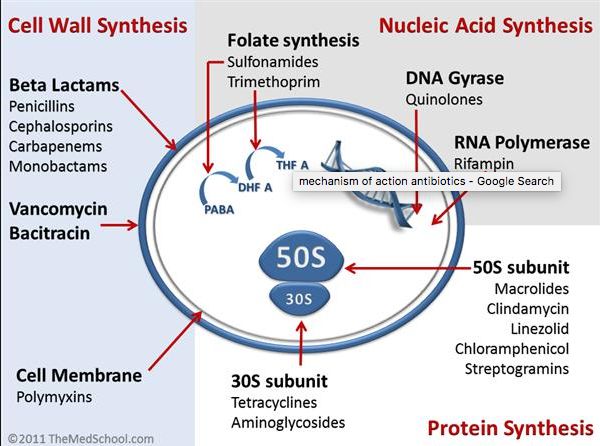 Cell Wall Synthesis
Nucleic Acid Synthesis
Folate synthesis
Sulfonamides
Trimethoprim
Beta Lactams
Penicillins
Cephalosporins
Carbapenems
Monobactams
DNA Gyrase
Quinolones
RNA Polymerase
Rifampin
THF A
DHF A
PABA
mechanism of action antibiotics - Google Search
Vancomycin
Bacitracin
50S
30S
50S subunit
Macrolides
Clindamycin
Linezolid
Chloramphenicol
Streptogramins
Cell Membrane
Polymyxins
30S subunit
Tetracyclines
Aminoglycosides
Protein Synthesis
©2011 TheMedSchool.com